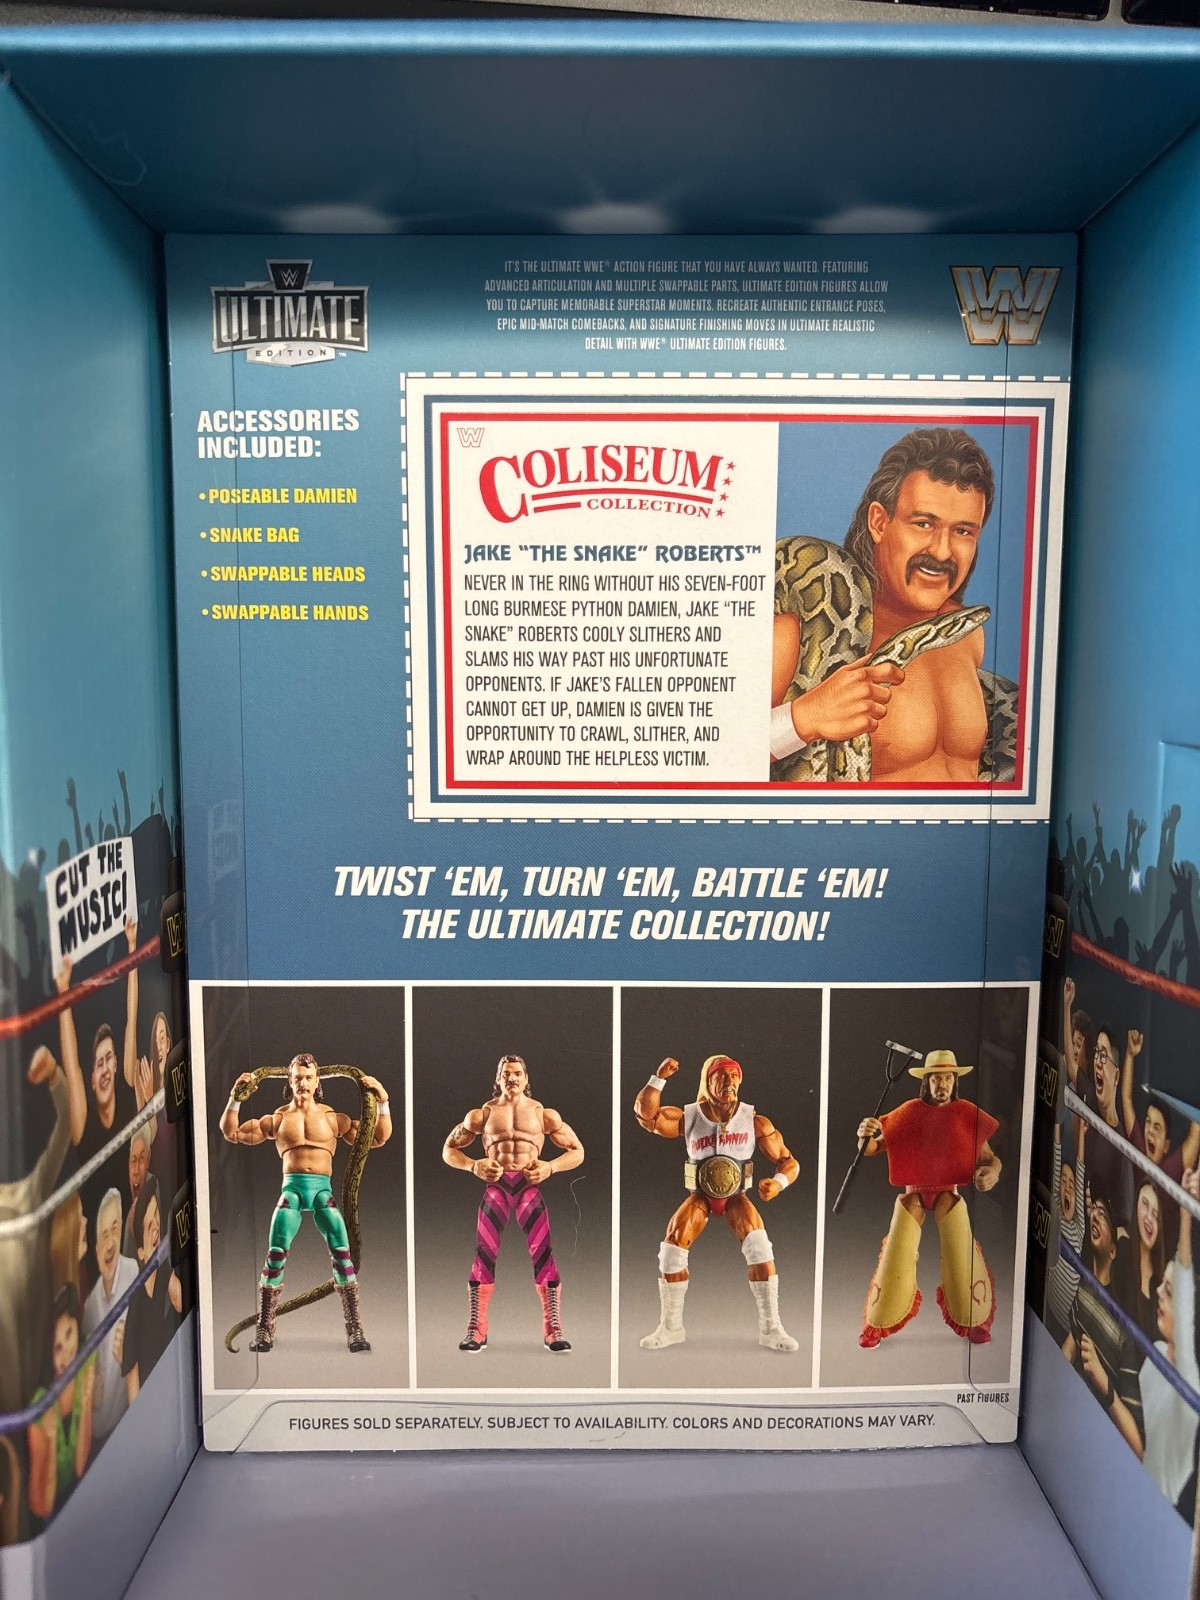 W
ULTIMATE
EDITION™
IT'S THE ULTIMATE WWE® ACTION FIGURE THAT YOU HAVE ALWAYS WANTED. FEATURING
ADVANCED ARTICULATION AND MULTIPLE SWAPPABLE PARTS, ULTIMATE EDITION FIGURES ALLOW
YOU TO CAPTURE MEMORABLE SUPERSTAR MOMENTS. RECREATE AUTHENTIC ENTRANCE POSES,
EPIC MID-MATCH COMEBACKS, AND SIGNATURE FINISHING MOVES IN ULTIMATE REALISTIC
DETAIL WITH WWE® ULTIMATE EDITION FIGURES.
W
ACCESSORIES
INCLUDED:
• POSEABLE DAMIEN
• SNAKE BAG
• SWAPPABLE HEADS
• SWAPPABLE HANDS
W
COLISEUM
COLLECTION
JAKE “THE SNAKE” ROBERTS™
NEVER IN THE RING WITHOUT HIS SEVEN-FOOT
LONG BURMESE PYTHON DAMIEN, JAKE “THE
SNAKE” ROBERTS COOLY SLITHERS AND
SLAMS HIS WAY PAST HIS UNFORTUNATE
OPPONENTS. IF JAKE'S FALLEN OPPONENT
CANNOT GET UP, DAMIEN IS GIVEN THE
OPPORTUNITY TO CRAWL, SLITHER, AND
WRAP AROUND THE HELPLESS VICTIM.
CUT THE
MUSIC!
TWIST ‘EM, TURN ‘EM, BATTLE ‘EM!
THE ULTIMATE COLLECTION!
PAST FIGURES
FIGURES SOLD SEPARATELY. SUBJECT TO AVAILABILITY. COLORS AND DECORATIONS MAY VARY.